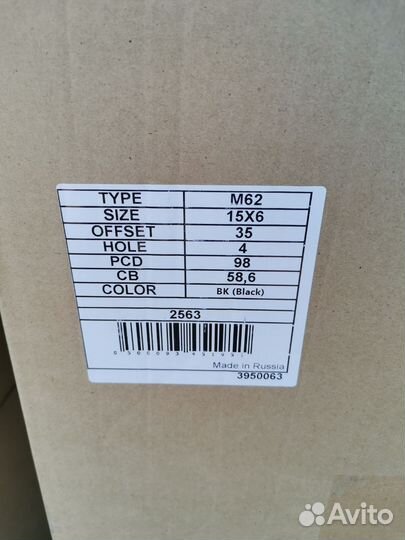 TYPE M62
SIZE 15X6
OFFSET 35
HOLE 4
PCD 98
CB 58,6
COLOR BK (Black)
2563
Made in Russia
3950063
Avito